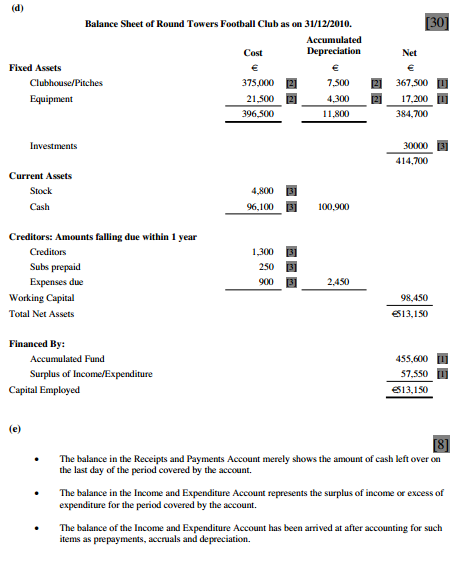 (d)
Balance Sheet of Round Towers Football Club as on 31/12/2010. [30]
Accumulated
Cost Depreciation Net
Fixed Assets € € €
Clubhouse/Pitches 375,000 [2] 7,500 [2] 367,500 [1]
Equipment 21,500 [2] 4,300 [2] 17,200 [1]
396,500 11,800 384,700
Investments 30000 [3]
414,700
Current Assets
Stock 4,800 [3]
Cash 96,100 [3] 100,900
Creditors: Amounts falling due within 1 year
Creditors 1,300 [3]
Subs prepaid 250 [3]
Expenses due 900 [3] 2,450
Working Capital 98,450
Total Net Assets €513,150
Financed By:
Accumulated Fund 455,600 [1]
Surplus of Income/Expenditure 57,550 [1]
Capital Employed €513,150
(e)
[8]
• The balance in the Receipts and Payments Account merely shows the amount of cash left over on
the last day of the period covered by the account.
• The balance in the Income and Expenditure Account represents the surplus of income or excess of
expenditure for the period covered by the account.
• The balance of the Income and Expenditure Account has been arrived at after accounting for such
items as prepayments, accruals and depreciation.